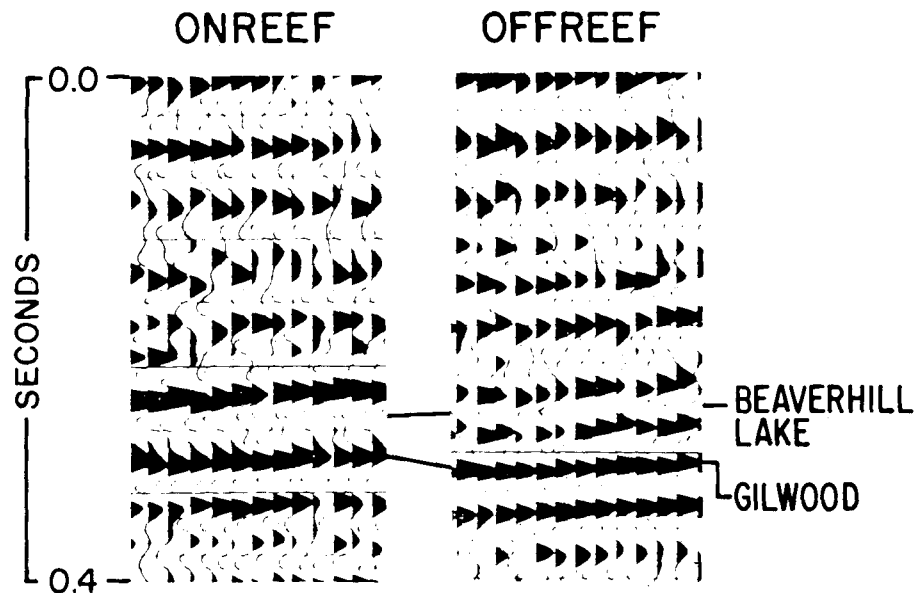 ONREEF
OFFREEF
0.0
SECONDS
BEAVERHILL
LAKE
GILWOOD
0.4